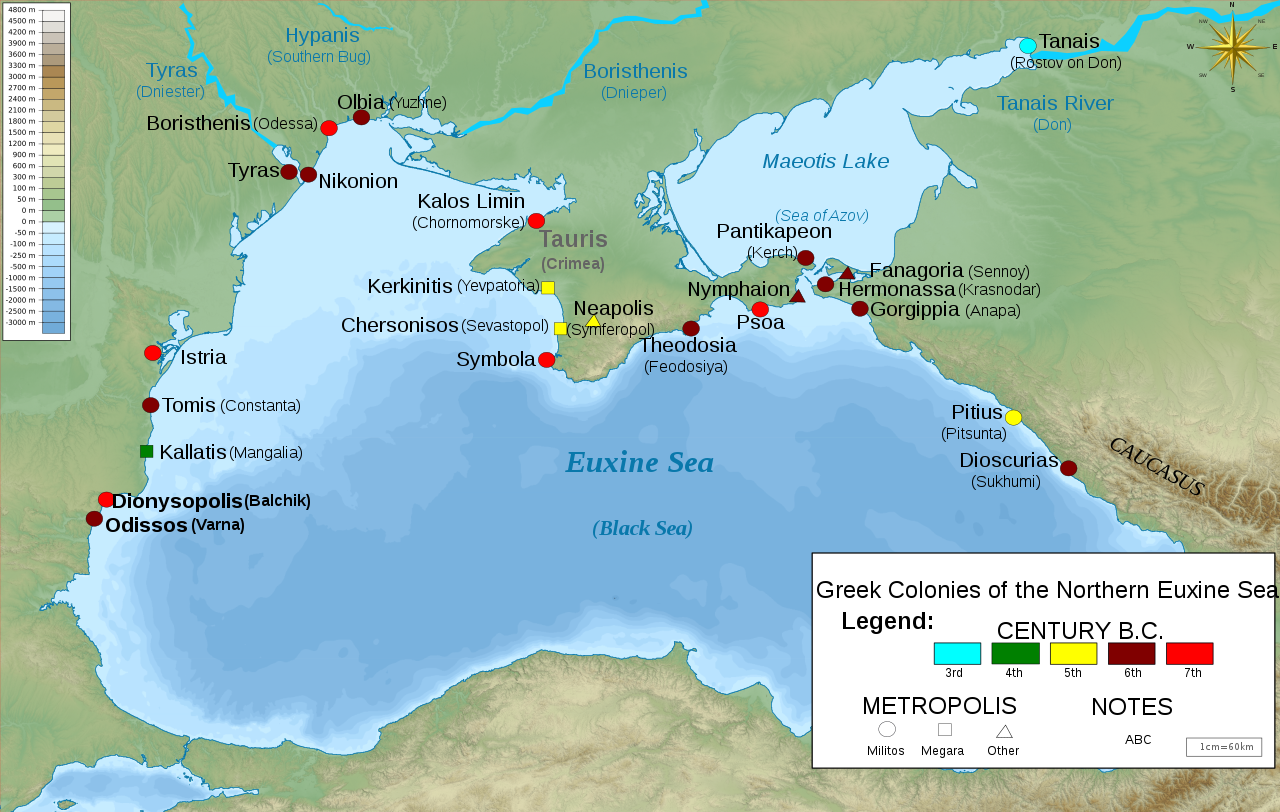 4800 m
4500 m
4200 m
3900 m
3600 m
3300 m
3000 m
2700 m
2400 m
2100 m
1800 m
1500 m
1200 m
900 m
600 m
300 m
100 m
50 m
0 m
0 m
-50 m
-100 m
-250 m
-500 m
-1000 m
-1500 m
-2000 m
-2500 m
-3000 m
Hypanis
(Southern Bug)
Tyras
(Dniester)
Boristhenis
(Dnieper)
Tanais
(Rostov on Don)
Tanais River
(Don)
N
NE
E
SE
S
SW
W
NW
Olbia (Yuzhne)
Boristhenis (Odessa)
Tyras
Nikonion
Maeotis Lake
(Sea of Azov)
Kalos Limin
(Chornomorske)
Tauris
(Crimea)
Pantikapeon
(Kerch)
Fanagoria (Sennoy)
Hermonassa (Krasnodar)
Gorgippia (Anapa)
Kerkinitis (Yevpatoria)
Nymphaion
Neapolis
(Symferopol)
Chersonisos (Sevastopol)
Psoa
Theodosia
(Feodosiya)
Symbola
Istria
Tomis (Constanta)
Kallatis (Mangalia)
Dionysopolis (Balchik)
Odissos (Varna)
Pitius
(Pitsunta)
Dioscurias
(Sukhumi)
CAUCASUS
Euxine Sea
(Black Sea)
Greek Colonies of the Northern Euxine Sea
Legend:
CENTURY B.C.
3rd
4th
5th
6th
7th
METROPOLIS
Militos
Megara
Other
NOTES
ABC
1cm=60km